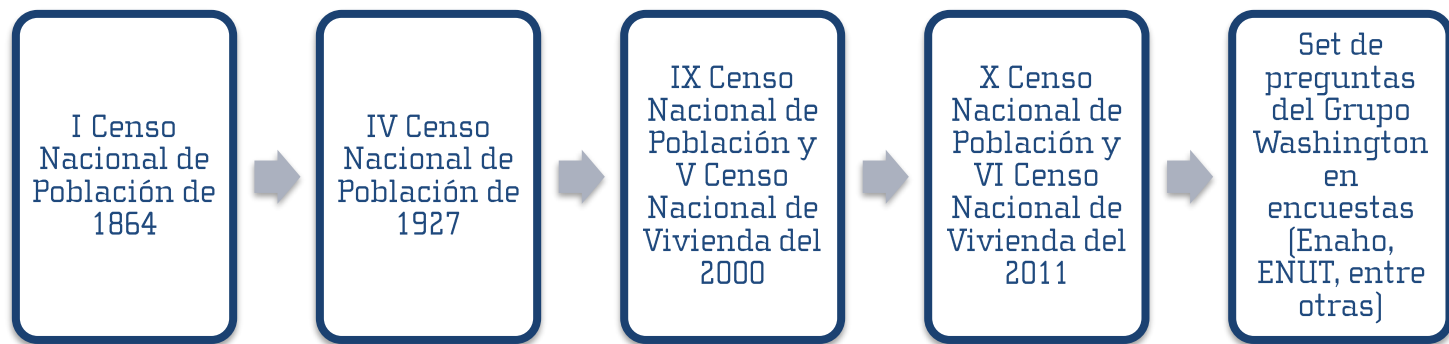 I Censo
Nacional de
Población de
1864
IV Censo
Nacional de
Población de
1927
IX Censo
Nacional de
Población y
V Censo
Nacional de
Vivienda del
2000
X Censo
Nacional de
Población y
VI Censo
Nacional de
Vivienda del
2011
Set de
preguntas
del Grupo
Washington
en
encuestas
(Enaho,
ENUT, entre
otras)